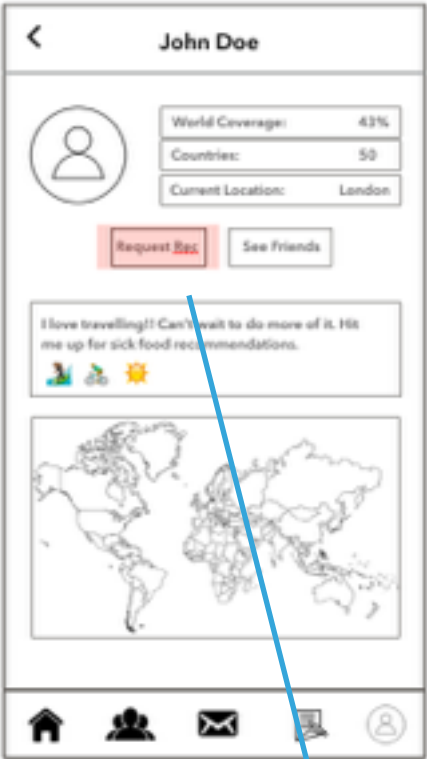 John Doe
World Coverage: 43%
Countries: 50
Current Location: London
Request Rec
See Friends
I love travelling!! Can't wait to do more of it. Hit
me up for sick food recommendations.